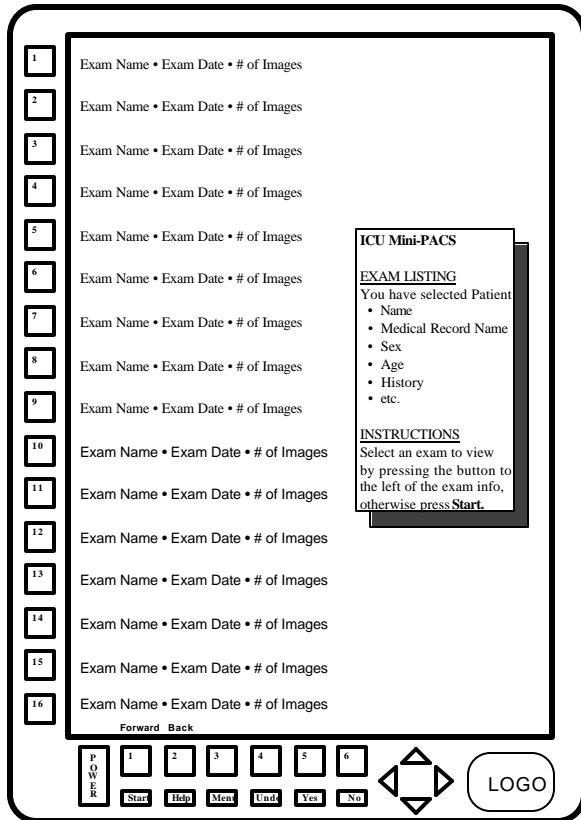 1 Exam Name • Exam Date • # of Images
2 Exam Name • Exam Date • # of Images
3 Exam Name • Exam Date • # of Images
4 Exam Name • Exam Date • # of Images
5 Exam Name • Exam Date • # of Images
6 Exam Name • Exam Date • # of Images
7 Exam Name • Exam Date • # of Images
8 Exam Name • Exam Date • # of Images
9 Exam Name • Exam Date • # of Images
10 Exam Name • Exam Date • # of Images
11 Exam Name • Exam Date • # of Images
12 Exam Name • Exam Date • # of Images
13 Exam Name • Exam Date • # of Images
14 Exam Name • Exam Date • # of Images
15 Exam Name • Exam Date • # of Images
16 Exam Name • Exam Date • # of Images
ICU Mini-PACS
EXAM LISTING
You have selected Patient
• Name
• Medical Record Name
• Sex
• Age
• History
• etc.
INSTRUCTIONS
Select an exam to view
by pressing the button to
the left of the exam info,
otherwise press Start.
Forward Back
POWER
1 2 3 4 5 6
Start Help Menu Undo Yes No
LOGO